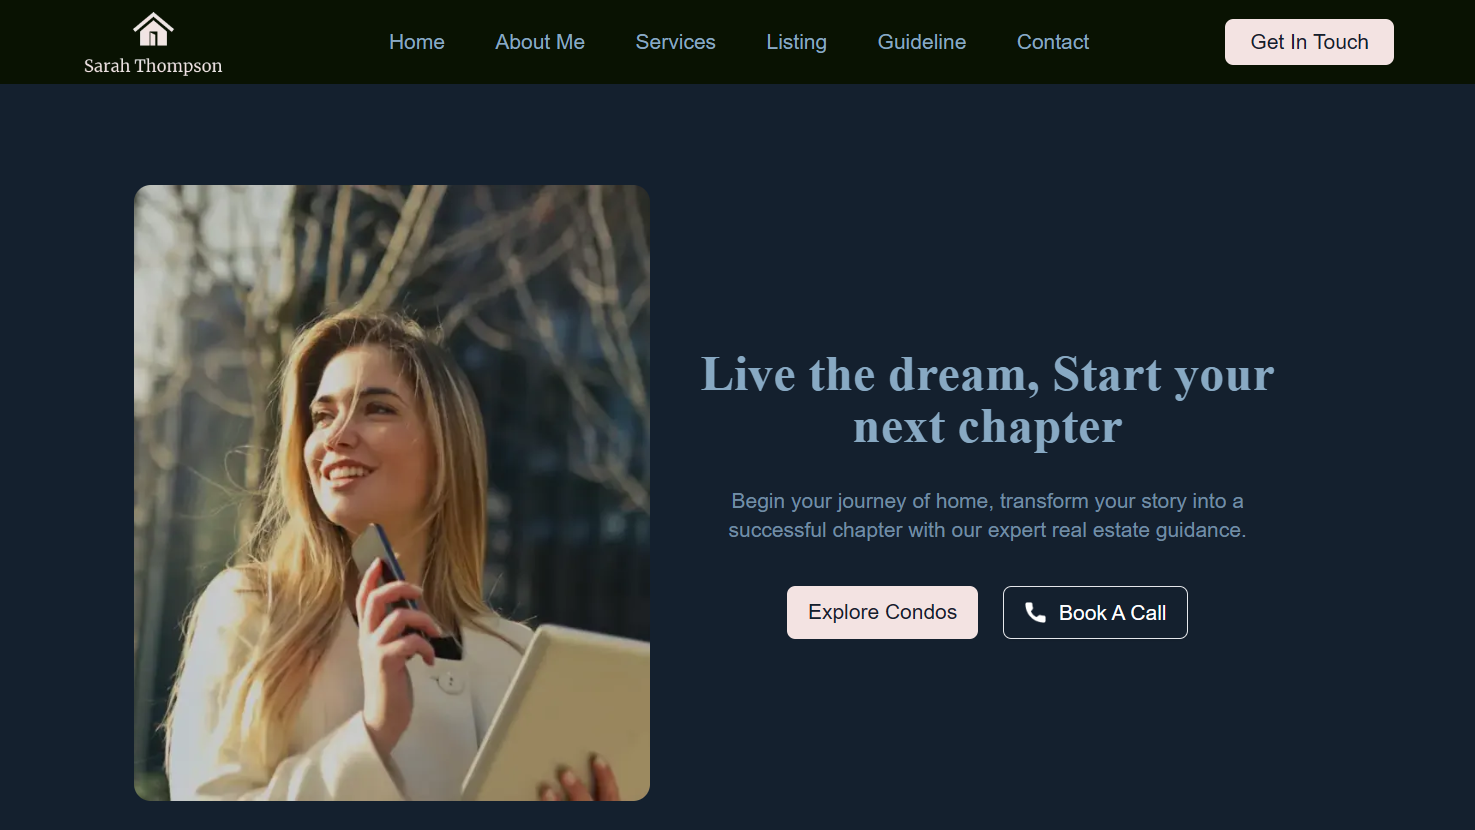 Sarah Thompson
Home
About Me
Services
Listing
Guideline
Contact
Get In Touch
Live the dream, Start your
next chapter
Begin your journey of home, transform your story into a
successful chapter with our expert real estate guidance.
Explore Condos
Book A Call